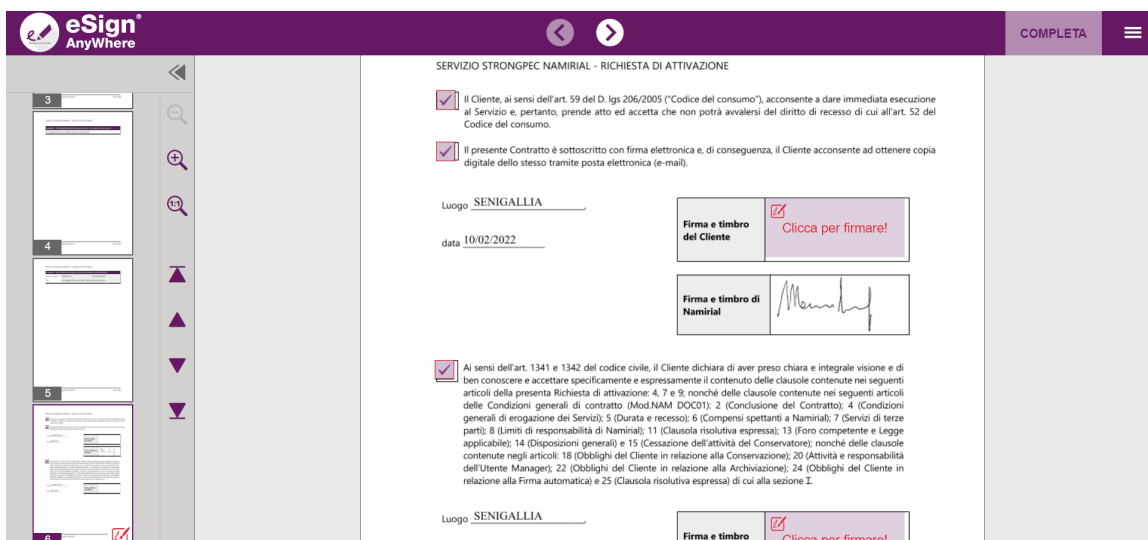 eSign®
AnyWhere
COMPLETA
3
4
5
6
1:1
SERVIZIO STRONGPEC NAMIRIAL - RICHIESTA DI ATTIVAZIONE
Il Cliente, ai sensi dell'art. 59 del D. lgs 206/2005 ("Codice del consumo"), acconsente a dare immediata esecuzione
al Servizio e, pertanto, prende atto ed accetta che non potrà avvalersi del diritto di recesso di cui all'art. 52 del
Codice del consumo.
Il presente Contratto è sottoscritto con firma elettronica e, di conseguenza, il Cliente acconsente ad ottenere copia
digitale dello stesso tramite posta elettronica (e-mail).
Luogo SENIGALLIA,
data 10/02/2022
Firma e timbro
del Cliente
Clicca per firmare!
Firma e timbro di
Namirial
Ai sensi dell'art. 1341 e 1342 del codice civile, il Cliente dichiara di aver preso chiara e integrale visione e di
ben conoscere e accettare specificamente e espressamente il contenuto delle clausole contenute nei seguenti
articoli della presenta Richiesta di attivazione: 4, 7 e 9; nonché delle clausole contenute nei seguenti articoli
delle Condizioni generali di contratto (Mod.NAM DOC01): 2 (Conclusione del Contratto); 4 (Condizioni
generali di erogazione dei Servizi); 5 (Durata e recesso); 6 (Compensi spettanti a Namirial); 7 (Servizi di terze
parti); 8 (Limiti di responsabilità di Namirial); 11 (Clausola risolutiva espressa); 13 (Foro competente e Legge
applicabile); 14 (Disposizioni generali) e 15 (Cessazione dell'attività del Conservatore); nonché delle clausole
contenute negli articoli: 18 (Obblighi del Cliente in relazione alla Conservazione); 20 (Attività e responsabilità
dell'Utente Manager); 22 (Obblighi del Cliente in relazione alla Archiviazione); 24 (Obblighi del Cliente in
relazione alla Firma automatica) e 25 (Clausola risolutiva espressa) di cui alla sezione I.
Luogo SENIGALLIA,
Firma e timbro
Clicca per firmare!